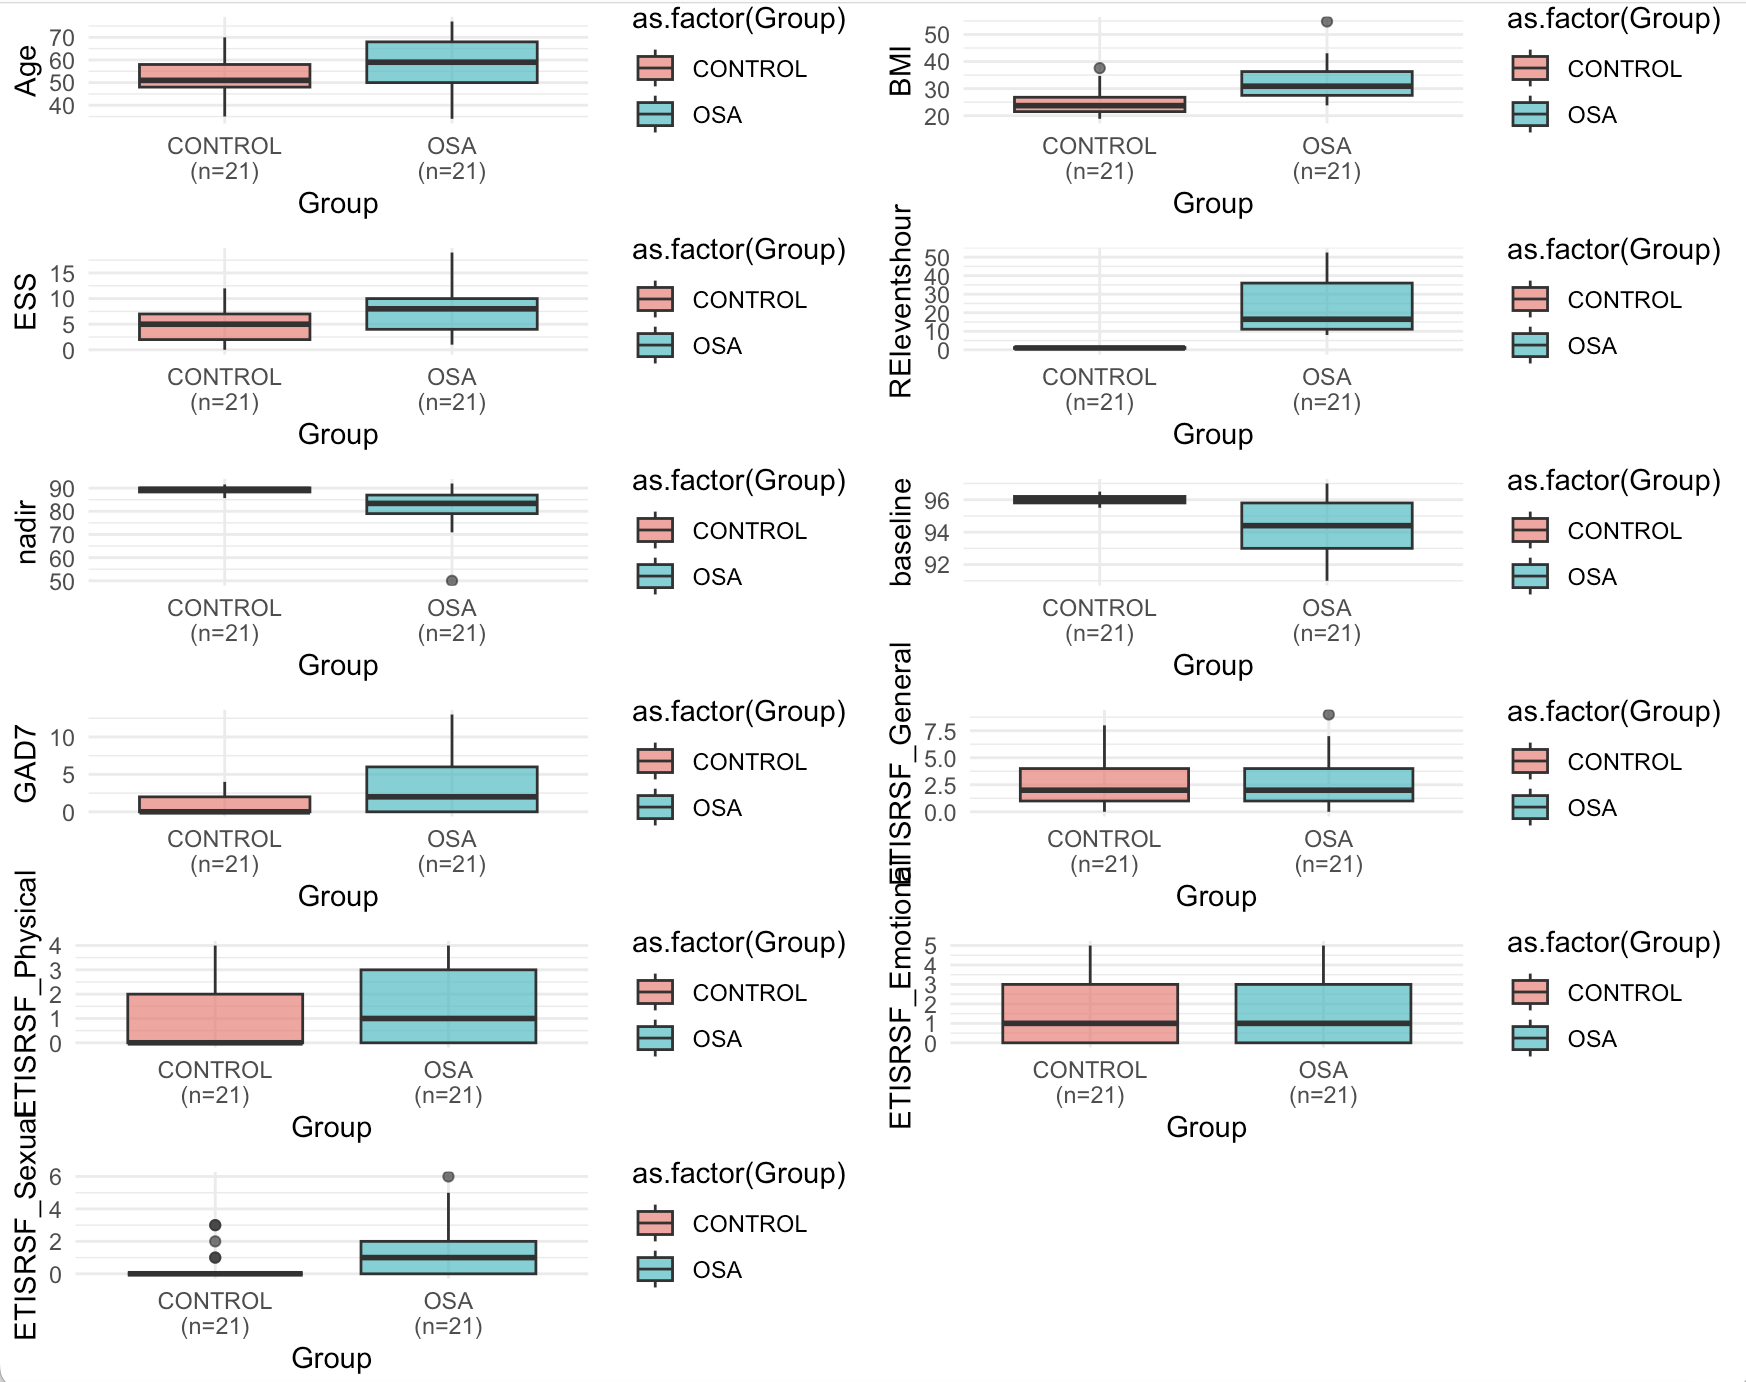 Age
70
60
50
40
CONTROL
(n=21)
OSA
(n=21)
Group
as.factor(Group)
CONTROL
OSA
BMI
50
40
30
20
CONTROL
(n=21)
OSA
(n=21)
Group
as.factor(Group)
CONTROL
OSA
ESS
15
10
5
0
CONTROL
(n=21)
OSA
(n=21)
Group
as.factor(Group)
CONTROL
OSA
REIeventshour
50
40
30
20
10
0
CONTROL
(n=21)
OSA
(n=21)
Group
as.factor(Group)
CONTROL
OSA
nadir
90
80
70
60
50
CONTROL
(n=21)
OSA
(n=21)
Group
as.factor(Group)
CONTROL
OSA
baseline
96
94
92
CONTROL
(n=21)
OSA
(n=21)
Group
as.factor(Group)
CONTROL
OSA
GAD7
10
5
0
CONTROL
(n=21)
OSA
(n=21)
Group
as.factor(Group)
CONTROL
OSA
ETISRSF_General
7.5
5.0
2.5
0.0
CONTROL
(n=21)
OSA
(n=21)
Group
as.factor(Group)
CONTROL
OSA
ETISRSF_Physical
4
3
2
1
0
CONTROL
(n=21)
OSA
(n=21)
Group
as.factor(Group)
CONTROL
OSA
ETISRSF_Emotional
5
4
3
2
1
0
CONTROL
(n=21)
OSA
(n=21)
Group
as.factor(Group)
CONTROL
OSA
ETISRSF_Sexual
6
4
2
0
CONTROL
(n=21)
OSA
(n=21)
Group
as.factor(Group)
CONTROL
OSA